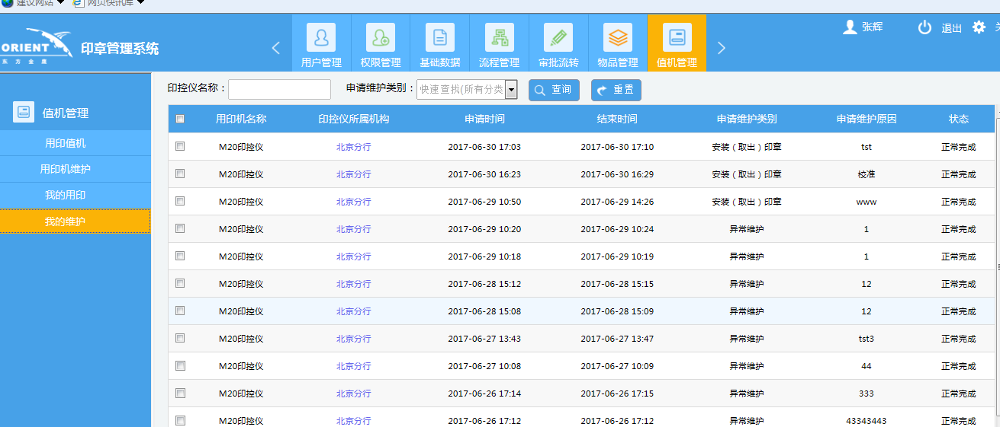 建议网站 网页快讯库
ORIENT
东方金鹰
印章管理系统
用户管理 权限管理 基础数据 流程管理 审批流转 物品管理 值机管理
张辉 退出
印控仪名称： 申请维护类别： 快速查找(所有分类 查询 重置
值机管理
用印值机
用印机维护
我的用印
我的维护
用印机名称 印控仪所属机构 申请时间 结束时间 申请维护类别 申请维护原因 状态
M20印控仪 北京分行 2017-06-30 17:03 2017-06-30 17:10 安装（取出）印章 tst 正常完成
M20印控仪 北京分行 2017-06-30 16:23 2017-06-30 16:29 安装（取出）印章 校准 正常完成
M20印控仪 北京分行 2017-06-29 10:50 2017-06-29 14:26 安装（取出）印章 www 正常完成
M20印控仪 北京分行 2017-06-29 10:20 2017-06-29 10:24 异常维护 1 正常完成
M20印控仪 北京分行 2017-06-29 10:18 2017-06-29 10:19 异常维护 1 正常完成
M20印控仪 北京分行 2017-06-28 15:12 2017-06-28 15:15 异常维护 12 正常完成
M20印控仪 北京分行 2017-06-28 15:08 2017-06-28 15:09 异常维护 12 正常完成
M20印控仪 北京分行 2017-06-27 13:43 2017-06-27 13:47 异常维护 tst3 正常完成
M20印控仪 北京分行 2017-06-27 10:08 2017-06-27 10:09 异常维护 44 正常完成
M20印控仪 北京分行 2017-06-26 17:14 2017-06-26 17:15 异常维护 333 正常完成
M20印控仪 北京分行 2017-06-26 17:12 2017-06-26 17:12 异常维护 43343443 正常完成